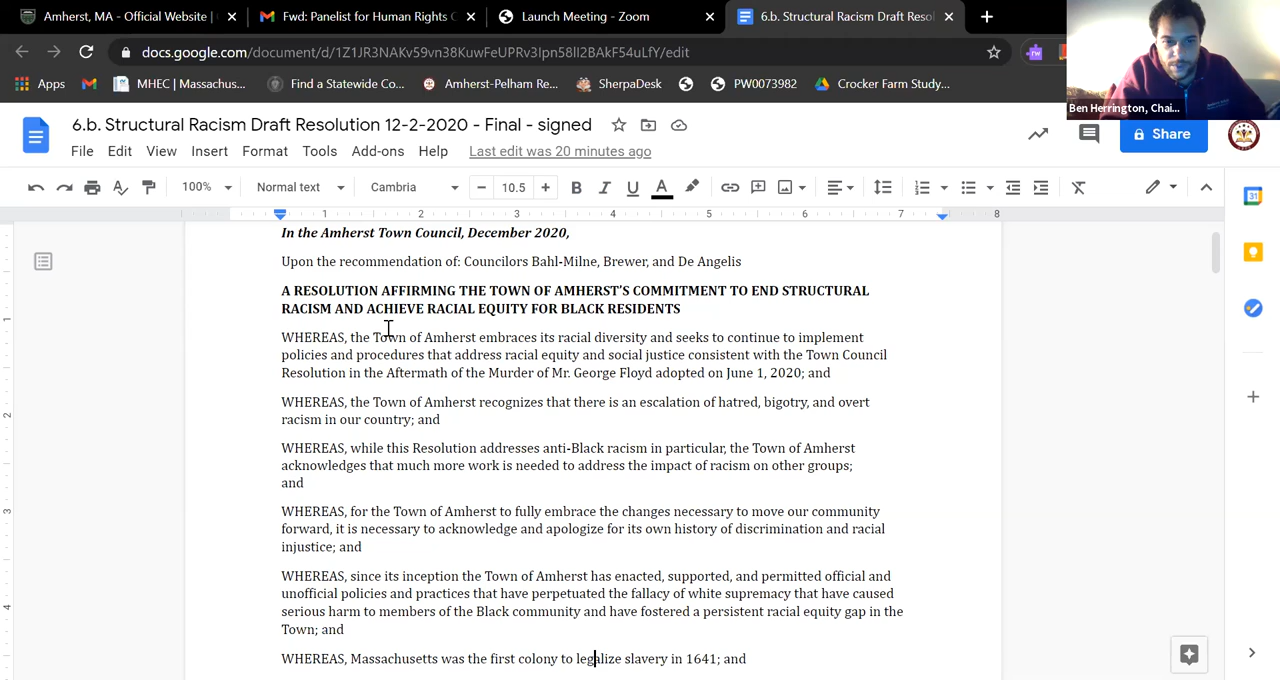 Amherst, MA - Official Website |
Fwd: Panelist for Human Rights C
Launch Meeting - Zoom
6.b. Structural Racism Draft Resol
docs.google.com/document/d/1Z1JR3NAKv59vn38KuwFeUPRv3Ipn58lI2BAkF54uLfY/edit
Apps
MHEC (Massachus...
Find a Statewide Co...
Amherst-Pelham Re...
SherpaDesk
PW0073982
Crocker Farm Study...
Ben Herrington, Chai...
6.b. Structural Racism Draft Resolution 12-2-2020 - Final - signed
Share
File Edit View Insert Format Tools Add-ons Help Last edit was 20 minutes ago
100% Normal text Cambria 10.5 B I U A
1 2 3 4 5 6 7 8
In the Amherst Town Council, December 2020,
Upon the recommendation of: Councilors Bahl-Milne, Brewer, and De Angelis
A RESOLUTION AFFIRMING THE TOWN OF AMHERST'S COMMITMENT TO END STRUCTURAL
RACISM AND ACHIEVE RACIAL EQUITY FOR BLACK RESIDENTS
WHEREAS, the Town of Amherst embraces its racial diversity and seeks to continue to implement
policies and procedures that address racial equity and social justice consistent with the Town Council
Resolution in the Aftermath of the Murder of Mr. George Floyd adopted on June 1, 2020; and
WHEREAS, the Town of Amherst recognizes that there is an escalation of hatred, bigotry, and overt
racism in our country; and
WHEREAS, while this Resolution addresses anti-Black racism in particular, the Town of Amherst
acknowledges that much more work is needed to address the impact of racism on other groups;
and
WHEREAS, for the Town of Amherst to fully embrace the changes necessary to move our community
forward, it is necessary to acknowledge and apologize for its own history of discrimination and racial
injustice; and
WHEREAS, since its inception the Town of Amherst has enacted, supported, and permitted official and
unofficial policies and practices that have perpetuated the fallacy of white supremacy that have caused
serious harm to members of the Black community and have fostered a persistent racial equity gap in the
Town; and
WHEREAS, Massachusetts was the first colony to legalize slavery in 1641; and
1
2
3
4
31